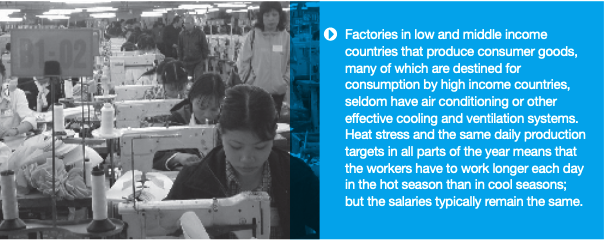 B1-02
Factories in low and middle income
countries that produce consumer goods,
many of which are destined for
consumption by high income countries,
seldom have air conditioning or other
effective cooling and ventilation systems.
Heat stress and the same daily production
targets in all parts of the year means that
the workers have to work longer each day
in the hot season than in cool seasons;
but the salaries typically remain the same.